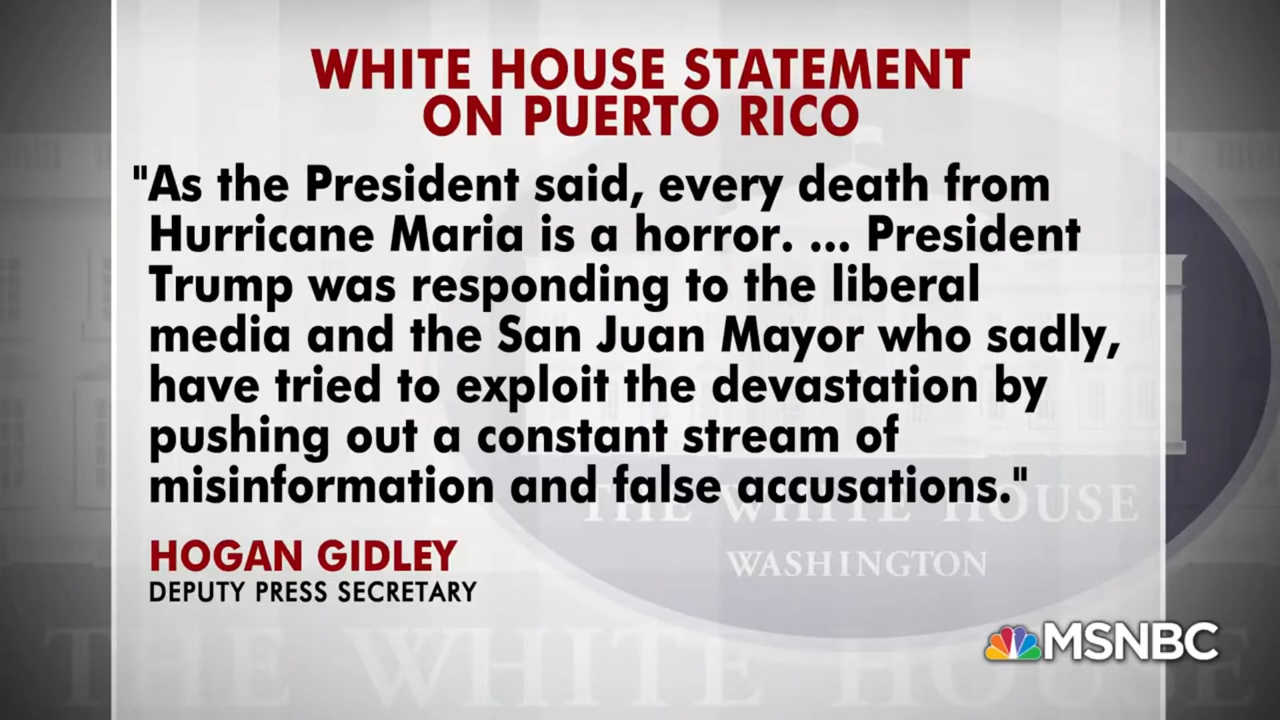 WHITE HOUSE STATEMENT
ON PUERTO RICO
"As the President said, every death from
Hurricane Maria is a horror. ... President
Trump was responding to the liberal
media and the San Juan Mayor who sadly,
have tried to exploit the devastation by
pushing out a constant stream of
misinformation and false accusations."
THE WHITE HOUSE
WASHINGTON
HOGAN GIDLEY
DEPUTY PRESS SECRETARY
MSNBC
THE WHITE HOUSE